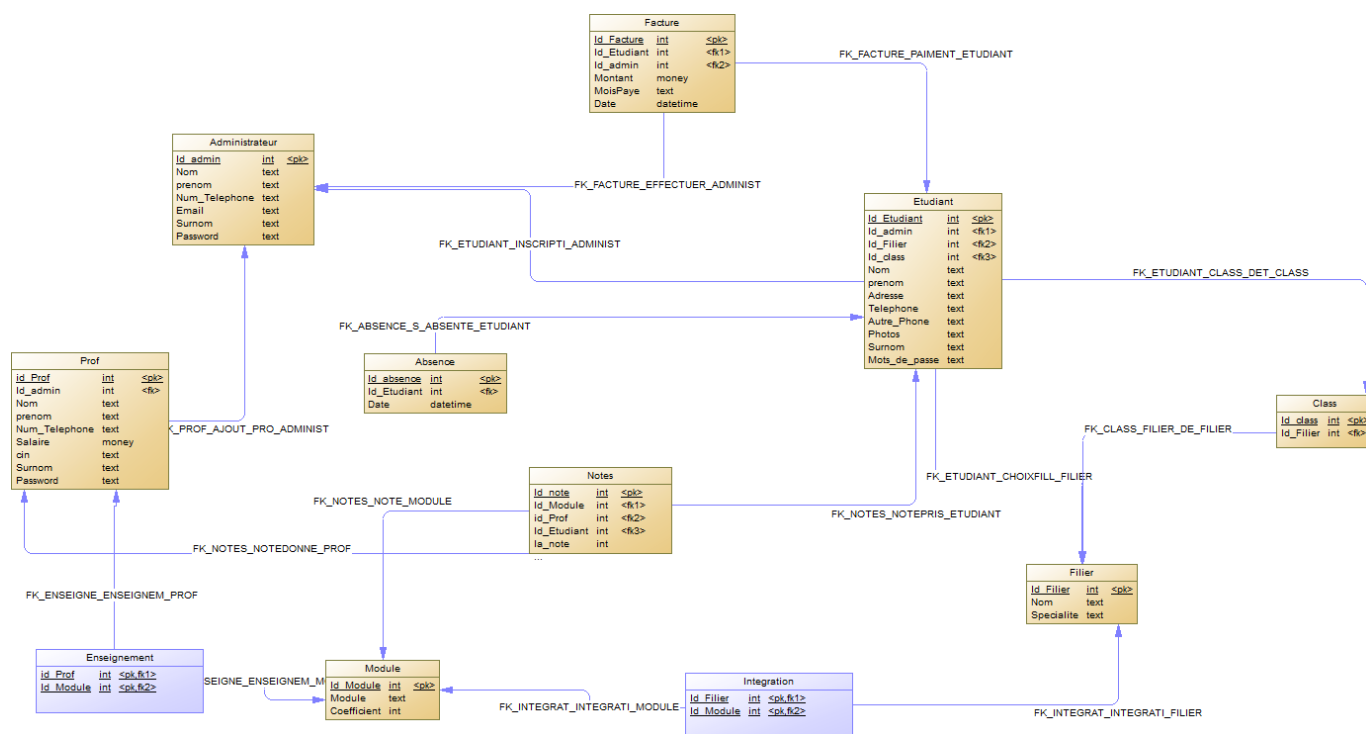 Facture
Id_Facture int <pk>
Id_Etudiant int <fk1>
Id_admin int <fk2>
Montant money
MoisPaye text
Date datetime
FK_FACTURE_PAIMENT_ETUDIANT
Administrateur
Id_admin int <pk>
Nom text
prenom text
Num_Telephone text
Email text
Surnom text
Password text
FK_FACTURE_EFFECTUER_ADMINIST
Etudiant
Id_Etudiant int <pk>
Id_admin int <fk1>
Id_Filier int <fk2>
Id_class int <fk3>
Nom text
prenom text
Adresse text
Telephone text
Autre_Phone text
Photos text
Surnom text
Mots_de_passe text
FK_ETUDIANT_INSCRIPTI_ADMINIST
FK_ETUDIANT_CLASS_DET_CLASS
FK_ABSENCE_S_ABSENTE_ETUDIANT
Absence
Id_absence int <pk>
Id_Etudiant int <fk>
Date datetime
Prof
id_Prof int <pk>
Id_admin int <fk>
Nom text
prenom text
Num_Telephone text
Salaire money
cin text
Surnom text
Password text
K_PROF_AJOUT_PRO_ADMINIST
Class
Id_class int <pk>
Id_Filier int <fk>
FK_CLASS_FILIER_DE_FILIER
FK_ETUDIANT_CHOIXFILL_FILIER
Notes
Id_note int <pk>
Id_Module int <fk1>
id_Prof int <fk2>
Id_Etudiant int <fk3>
la_note int
...
FK_NOTES_NOTE_MODULE
FK_NOTES_NOTEPRIS_ETUDIANT
FK_NOTES_NOTEDONNE_PROF
FK_ENSEIGNE_ENSEIGNEM_PROF
Filier
Id_Filier int <pk>
Nom text
Specialite text
Enseignement
id_Prof int <pk,fk1>
Id_Module int <pk,fk2>
SEIGNE_ENSEIGNEM_M
Module
Id_Module int <pk>
Module text
Coefficient int
FK_INTEGRAT_INTEGRATI_MODULE
Integration
Id_Filier int <pk,fk1>
Id_Module int <pk,fk2>
FK_INTEGRAT_INTEGRATI_FILIER